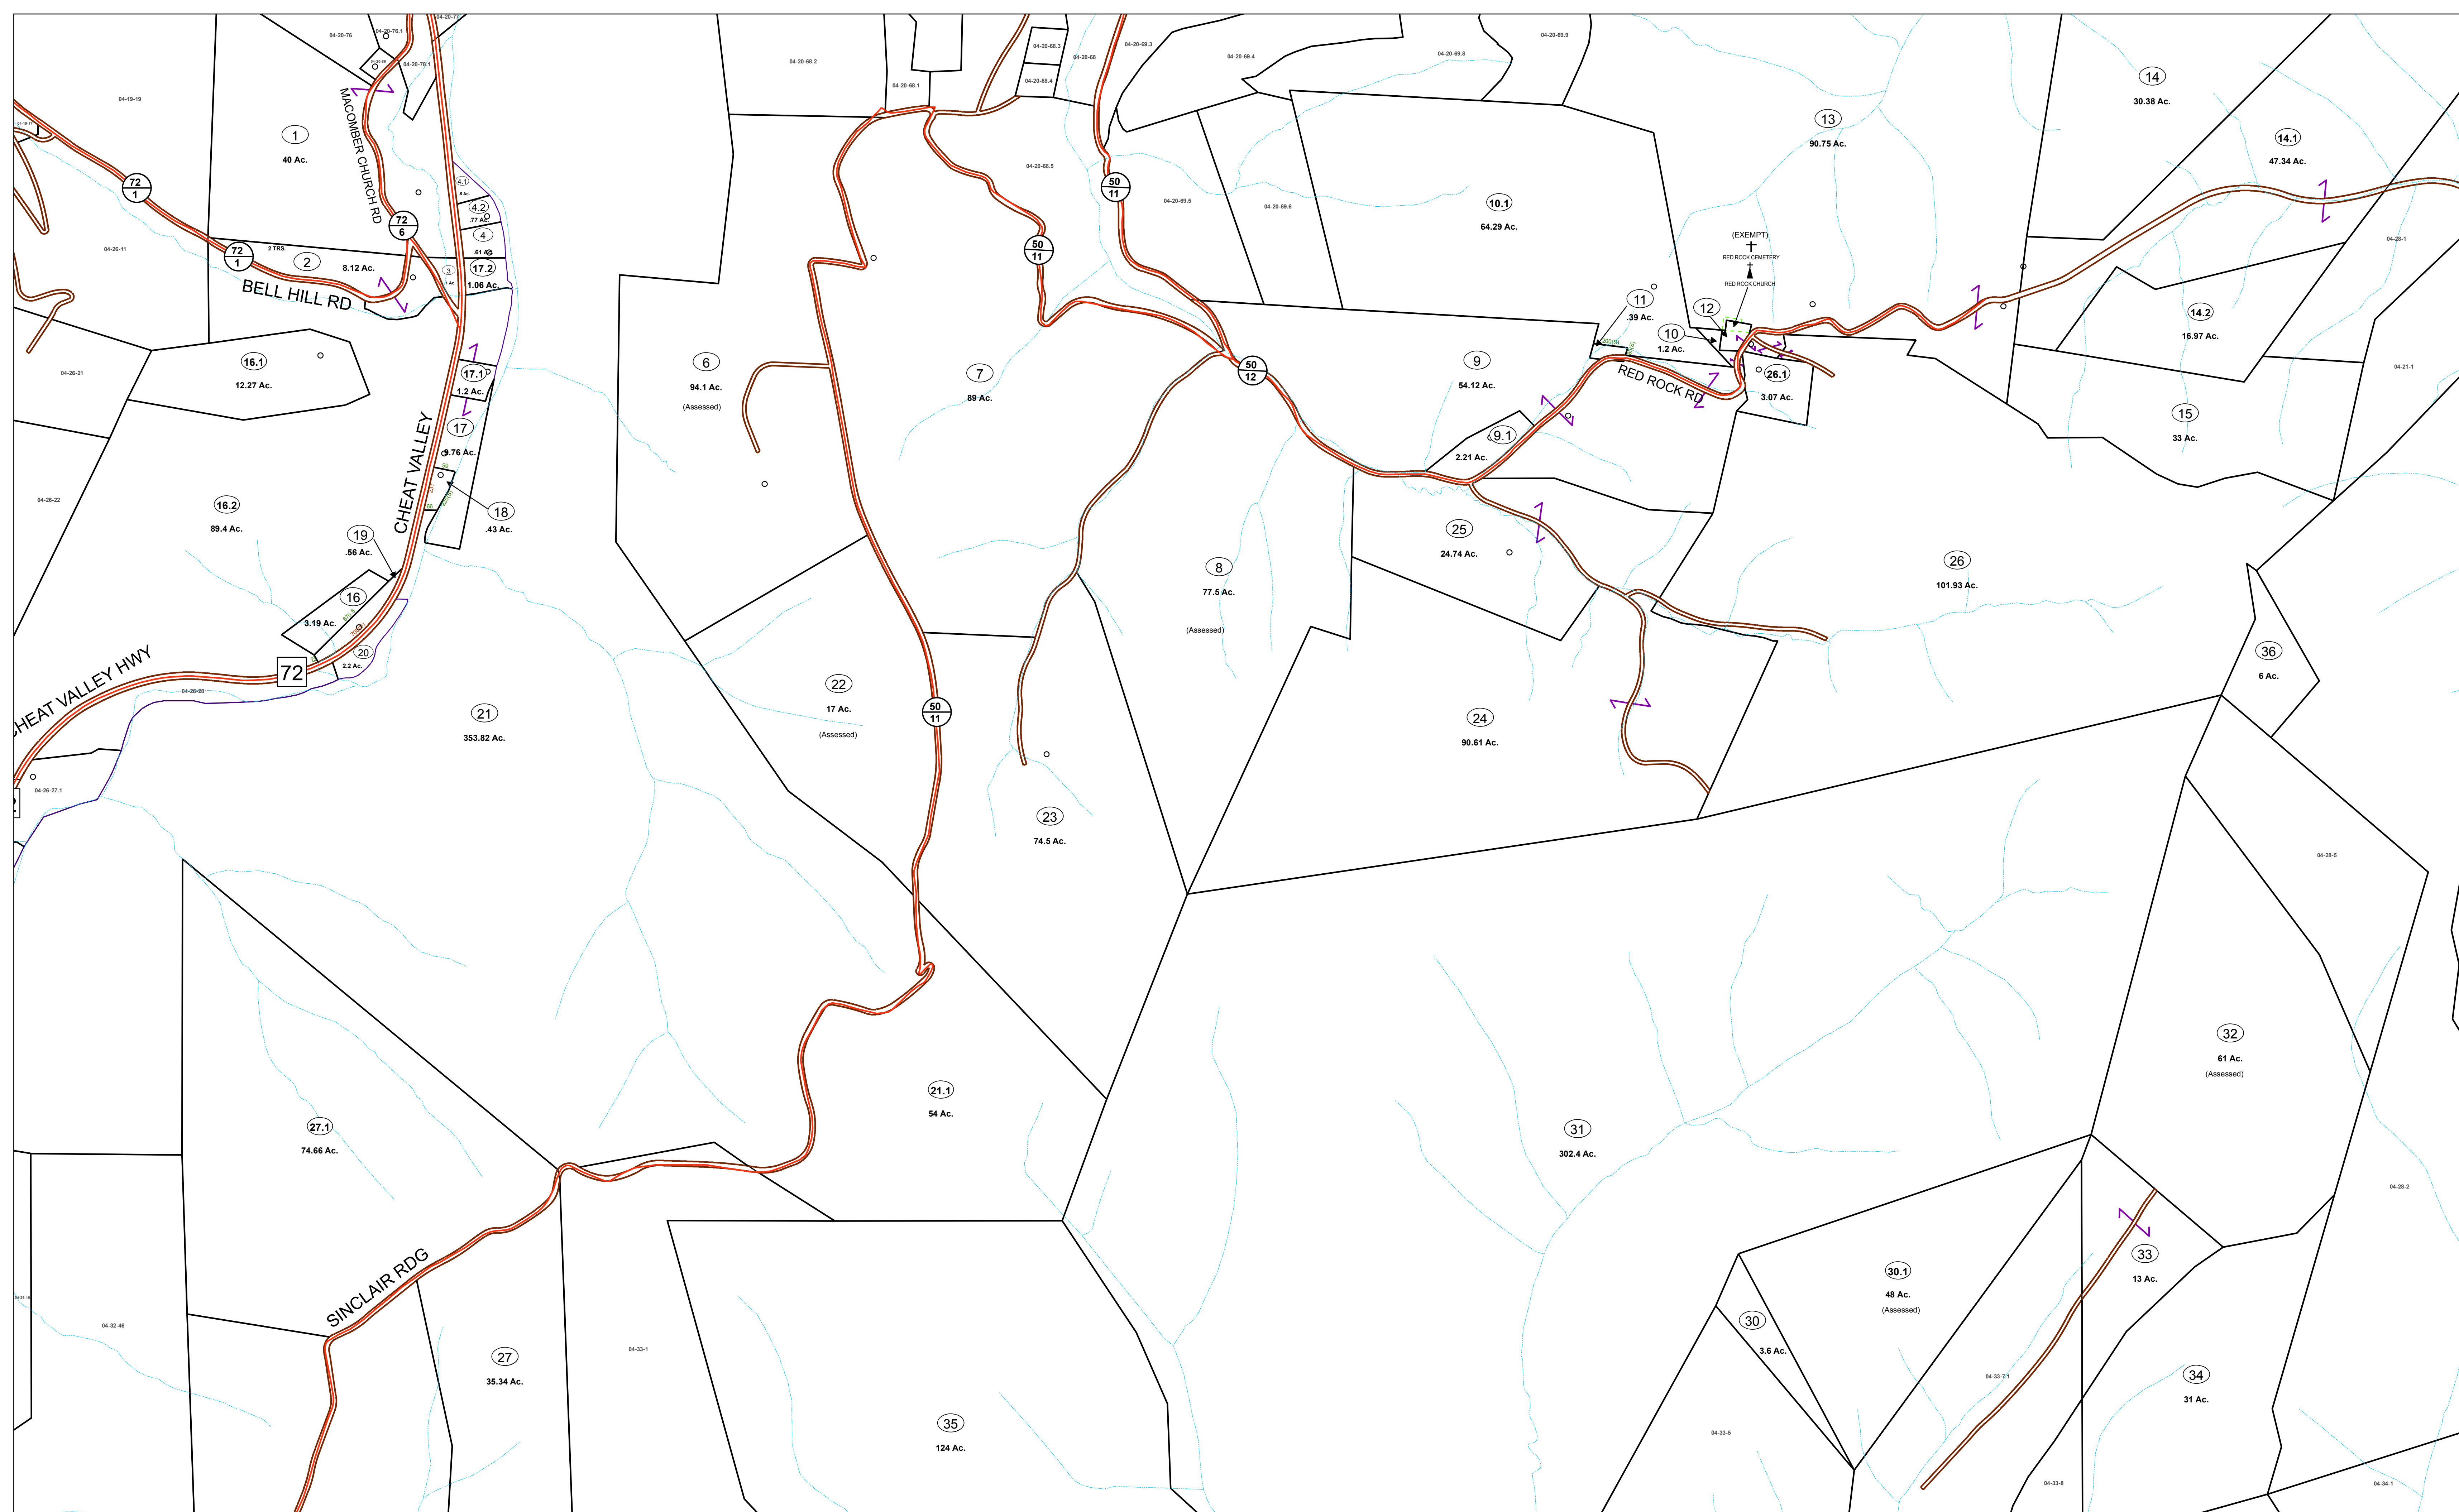 04-20-77
04-20-76
04-20-76.1
04-20-78.1
04-19-19
04-20-68.2
04-20-68.1
04-20-68.3
04-20-68
04-20-68.4
04-20-69.3
04-20-69.4
04-20-69.8
04-20-69.9
14
30.38 Ac.
13
90.75 Ac.
14.1
47.34 Ac.
1
40 Ac.
MACOMBER CHURCH RD
72
1
72
6
72
1
4.1
4.2
.77 Ac.
4
.61 Ac.
17.2
1.06 Ac.
3
2 TRS.
2
8.12 Ac.
BELL HILL RD
04-26-11
04-20-68.5
50
11
50
11
04-20-69.5
04-20-69.6
10.1
64.29 Ac.
(EXEMPT)
RED ROCK CEMETERY
RED ROCK CHURCH
04-28-1
11
.39 Ac.
12
10
1.2 Ac.
200(S)
14.2
16.97 Ac.
16.1
12.27 Ac.
04-26-21
17.1
1.2 Ac.
6
94.1 Ac.
(Assessed)
7
89 Ac.
50
12
9
54.12 Ac.
RED ROCK RD
26.1
3.07 Ac.
04-21-1
15
33 Ac.
CHEAT VALLEY
17
9.76 Ac.
9.1
2.21 Ac.
04-26-22
16.2
89.4 Ac.
18
.43 Ac.
19
.56 Ac.
25
24.74 Ac.
8
77.5 Ac.
(Assessed)
26
101.93 Ac.
16
3.19 Ac.
20
2.2 Ac.
72
CHEAT VALLEY HWY
04-26-28
36
6 Ac.
21
353.82 Ac.
22
17 Ac.
(Assessed)
50
11
24
90.61 Ac.
04-26-27.1
23
74.5 Ac.
04-28-5
32
61 Ac.
(Assessed)
21.1
54 Ac.
27.1
74.66 Ac.
31
302.4 Ac.
04-28-2
33
13 Ac.
30.1
48 Ac.
(Assessed)
SINCLAIR RDG
04-32-46
30
3.6 Ac.
04-33-1
27
35.34 Ac.
04-33-7.1
34
31 Ac.
35
124 Ac.
04-33-5
04-33-8
04-34-1